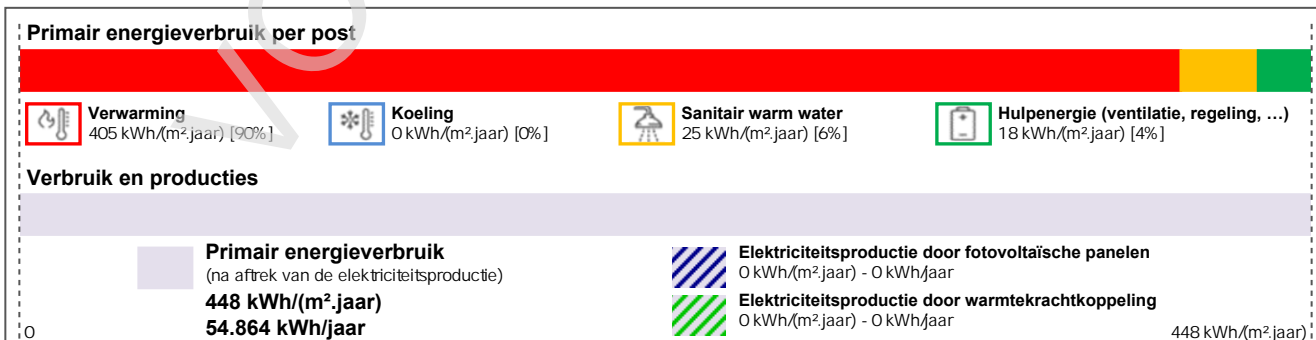 Primair energieverbruik per post
Verwarming
405 kWh/(m².jaar) [90%]
Koeling
0 kWh/(m².jaar) [0%]
Sanitair warm water
25 kWh/(m².jaar) [6%]
Hulpenergie (ventilatie, regeling, …)
18 kWh/(m².jaar) [4%]
Verbruik en producties
Primair energieverbruik
(na aftrek van de elektriciteitsproductie)
448 kWh/(m².jaar)
54.864 kWh/jaar
Elektriciteitsproductie door fotovoltaïsche panelen
0 kWh/(m².jaar) - 0 kWh/jaar
Elektriciteitsproductie door warmtekrachtkoppeling
0 kWh/(m².jaar) - 0 kWh/jaar
0
448 kWh/(m².jaar)